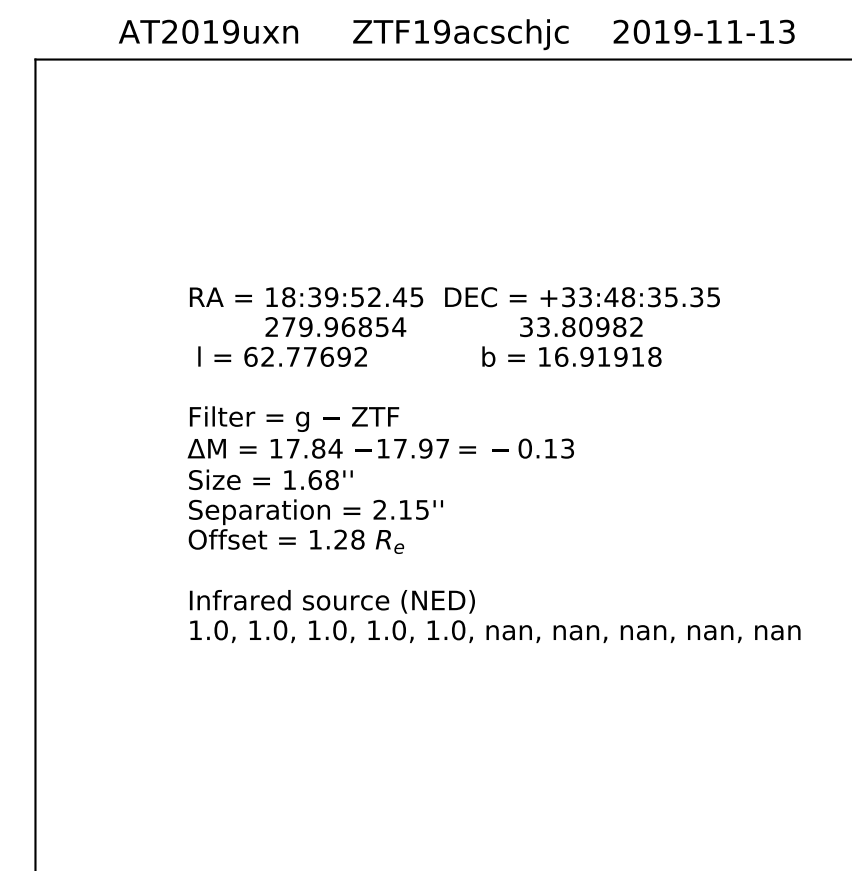 AT2019uxn ZTF19acschjc 2019-11-13
RA = 18:39:52.45 DEC = +33:48:35.35
279.96854 33.80982
l = 62.77692 b = 16.91918
Filter = g − ZTF
ΔM = 17.84 −17.97 = − 0.13
Size = 1.68''
Separation = 2.15''
Offset = 1.28 Re
Infrared source (NED)
1.0, 1.0, 1.0, 1.0, 1.0, nan, nan, nan, nan, nan